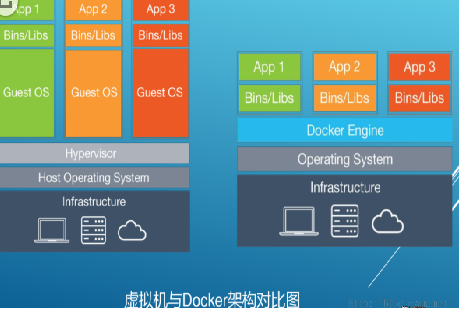 App 1 App 2 App 3
Bins/Libs Bins/Libs Bins/Libs
Guest OS Guest OS Guest OS
Hypervisor
Host Operating System
Infrastructure
App 1 App 2 App 3
Bins/Libs Bins/Libs Bins/Libs
Docker Engine
Operating System
Infrastructure
虚拟机与Docker架构对比图